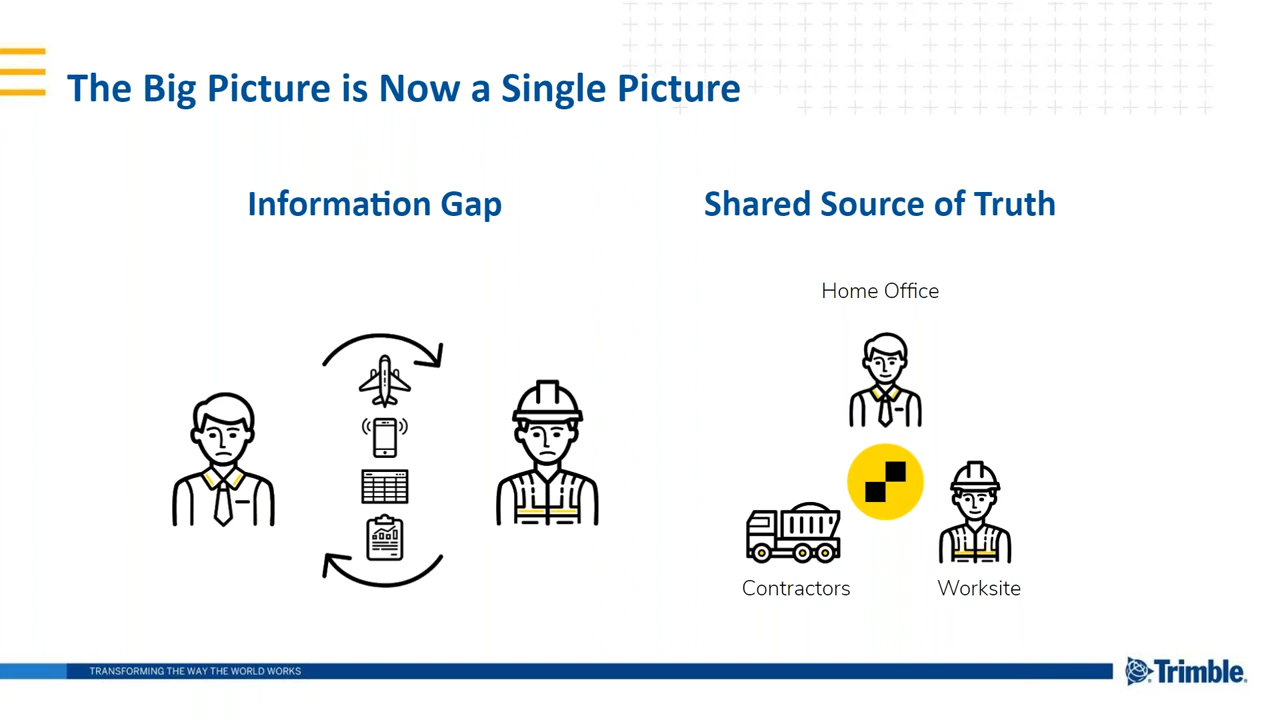 The Big Picture is Now a Single Picture
Information Gap
Shared Source of Truth
Home Office
Contractors
Worksite
TRANSFORMING THE WAY THE WORLD WORKS
Trimble